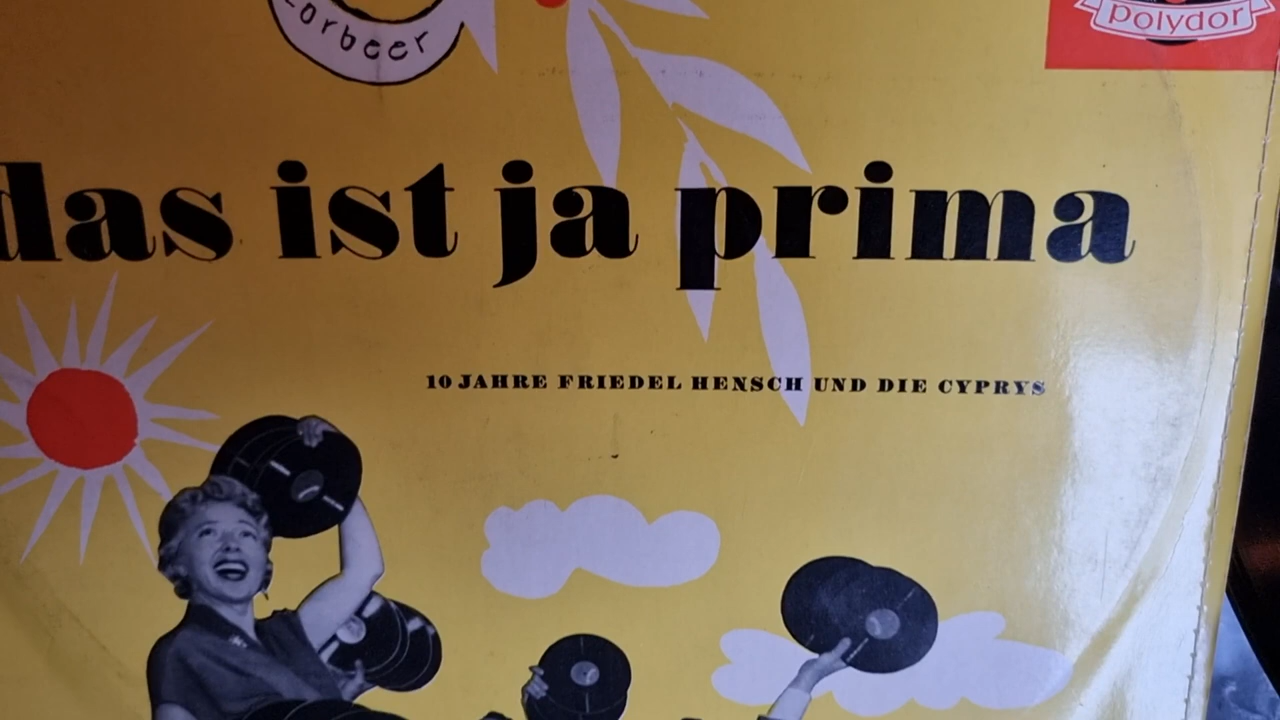 Lorbeer
polydor
das ist ja prima
10 JAHRE FRIEDEL HENSCH UND DIE CYPRYS